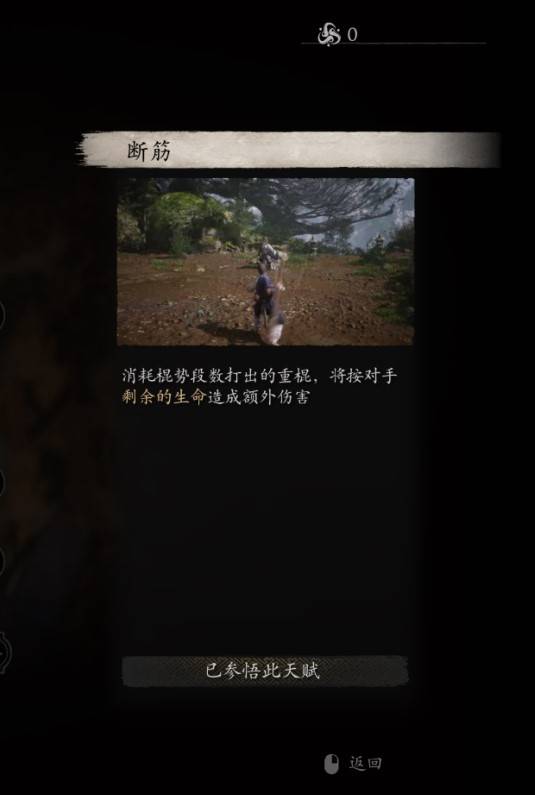 0
断筋
消耗棍势段数打出的重棍，将按对手
剩余的生命造成额外伤害
已参悟此天赋
返回